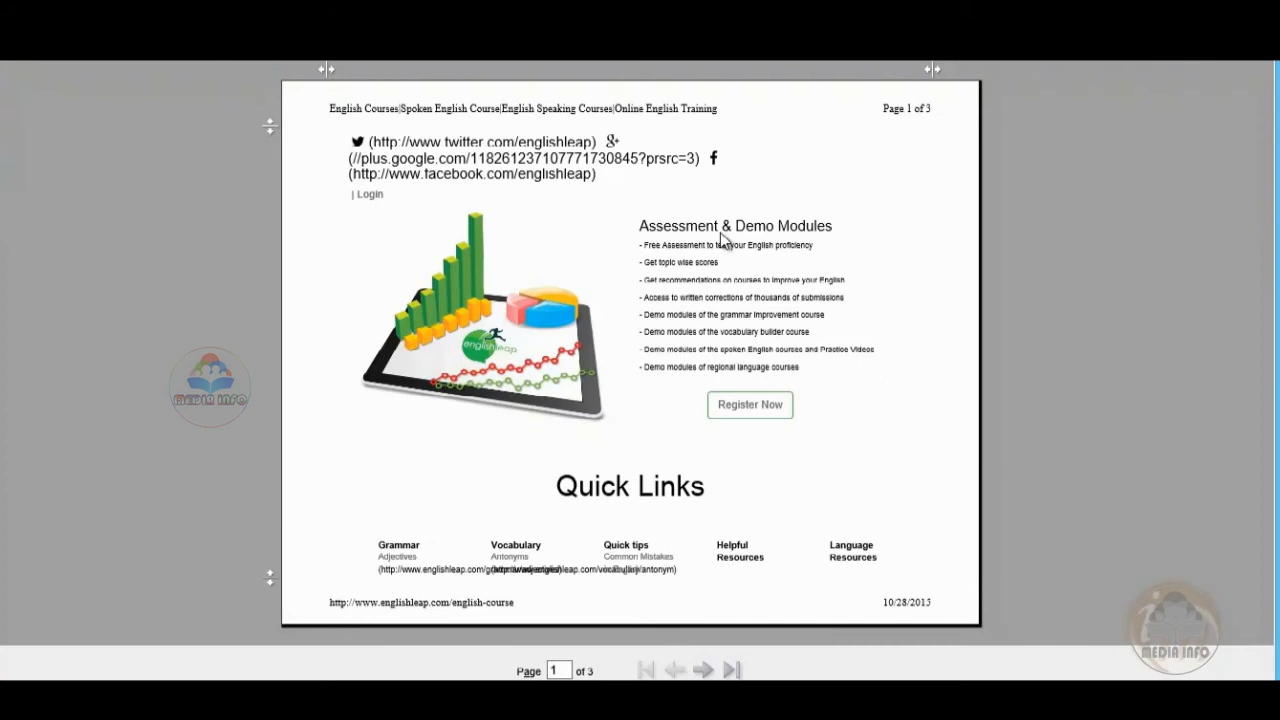 English Courses|Spoken English Course|English Speaking Courses|Online English Training
Page 1 of 3
(http://www.twitter.com/englishleap) g+
(//plus.google.com/118261237107771730845?prsrc=3) f
(http://www.facebook.com/englishleap)
| Login
Assessment & Demo Modules
- Free Assessment to your English proficiency
- Get topic wise scores
- Get recommendations on courses to improve your English
- Access to written corrections of thousands of submissions
- Demo modules of the grammar improvement course
- Demo modules of the vocabulary builder course
- Demo modules of the spoken English courses and Practice Videos
- Demo modules of regional language courses
englishleap
Register Now
MEDIA INFO
Quick Links
Grammar Vocabulary Quick tips Helpful Language
Adjectives Antonyms Common Mistakes Resources Resources
(http://www.englishleap.com/
http://www.englishleap.com/english-course
10/28/2015
MEDIA INFO
Page 1 of 3